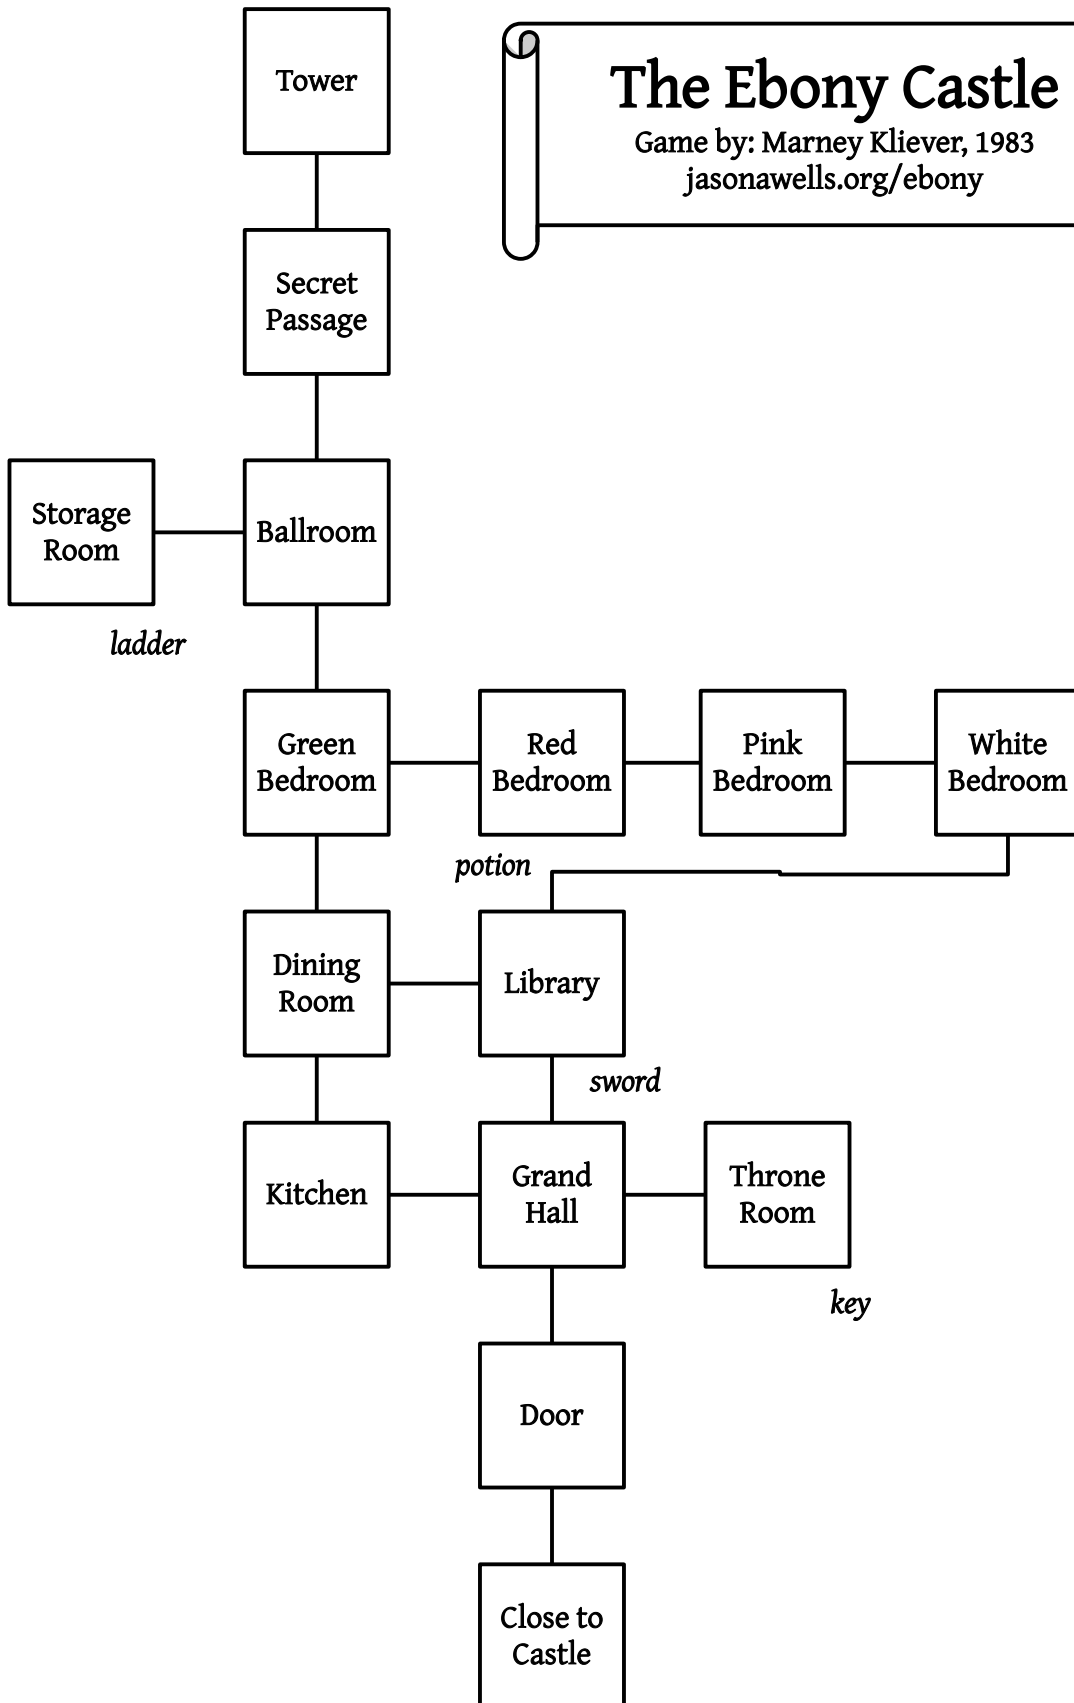 Tower
The Ebony Castle
Game by: Marney Kliever, 1983
jasonawells.org/ebony
Secret
Passage
Storage
Room
Ballroom
ladder
Green
Bedroom
Red
Bedroom
Pink
Bedroom
White
Bedroom
potion
Dining
Room
Library
sword
Kitchen
Grand
Hall
Throne
Room
key
Door
Close to
Castle